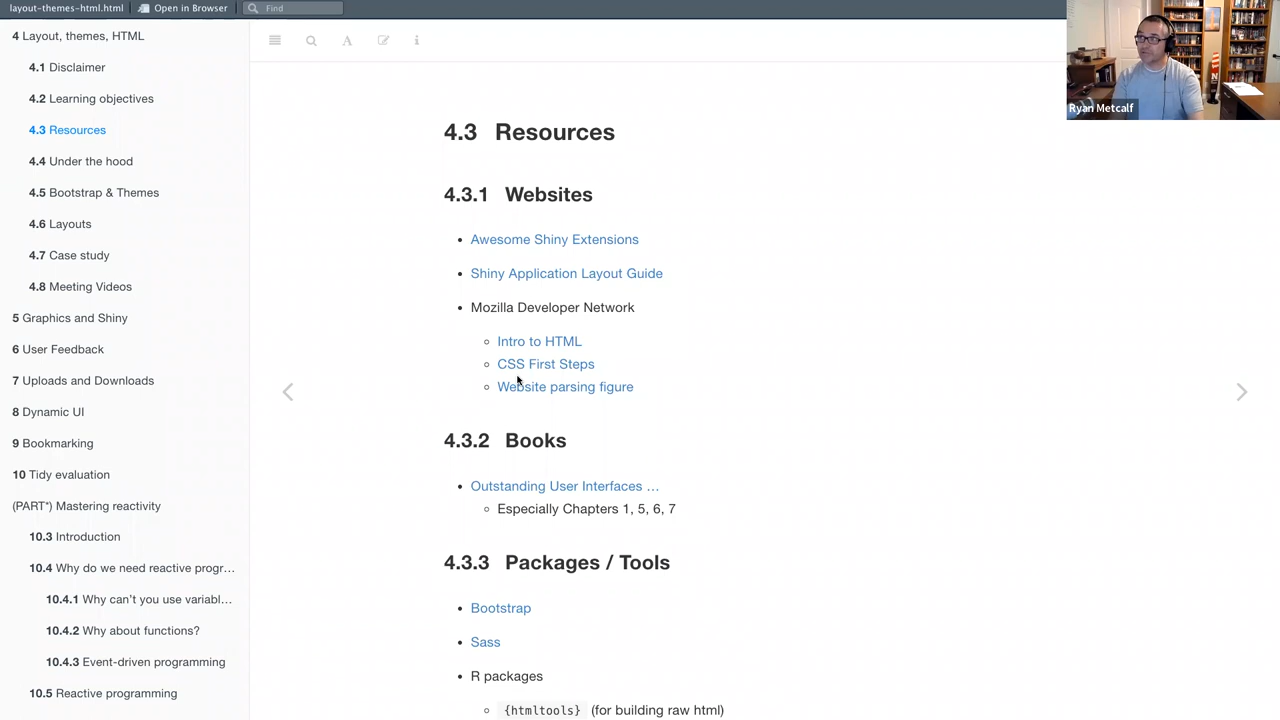 layout-themes-html.html
Open in Browser
Find
4 Layout, themes, HTML
4.1 Disclaimer
4.2 Learning objectives
4.3 Resources
4.4 Under the hood
4.5 Bootstrap & Themes
4.6 Layouts
4.7 Case study
4.8 Meeting Videos
5 Graphics and Shiny
6 User Feedback
7 Uploads and Downloads
8 Dynamic UI
9 Bookmarking
10 Tidy evaluation
(PART*) Mastering reactivity
10.3 Introduction
10.4 Why do we need reactive progr…
10.4.1 Why can't you use variabl…
10.4.2 Why about functions?
10.4.3 Event-driven programming
10.5 Reactive programming
4.3 Resources
4.3.1 Websites
Awesome Shiny Extensions
Shiny Application Layout Guide
Mozilla Developer Network
Intro to HTML
CSS First Steps
Website parsing figure
4.3.2 Books
Outstanding User Interfaces …
Especially Chapters 1, 5, 6, 7
4.3.3 Packages / Tools
Bootstrap
Sass
R packages
{htmltools} (for building raw html)
Ryan Metcalf